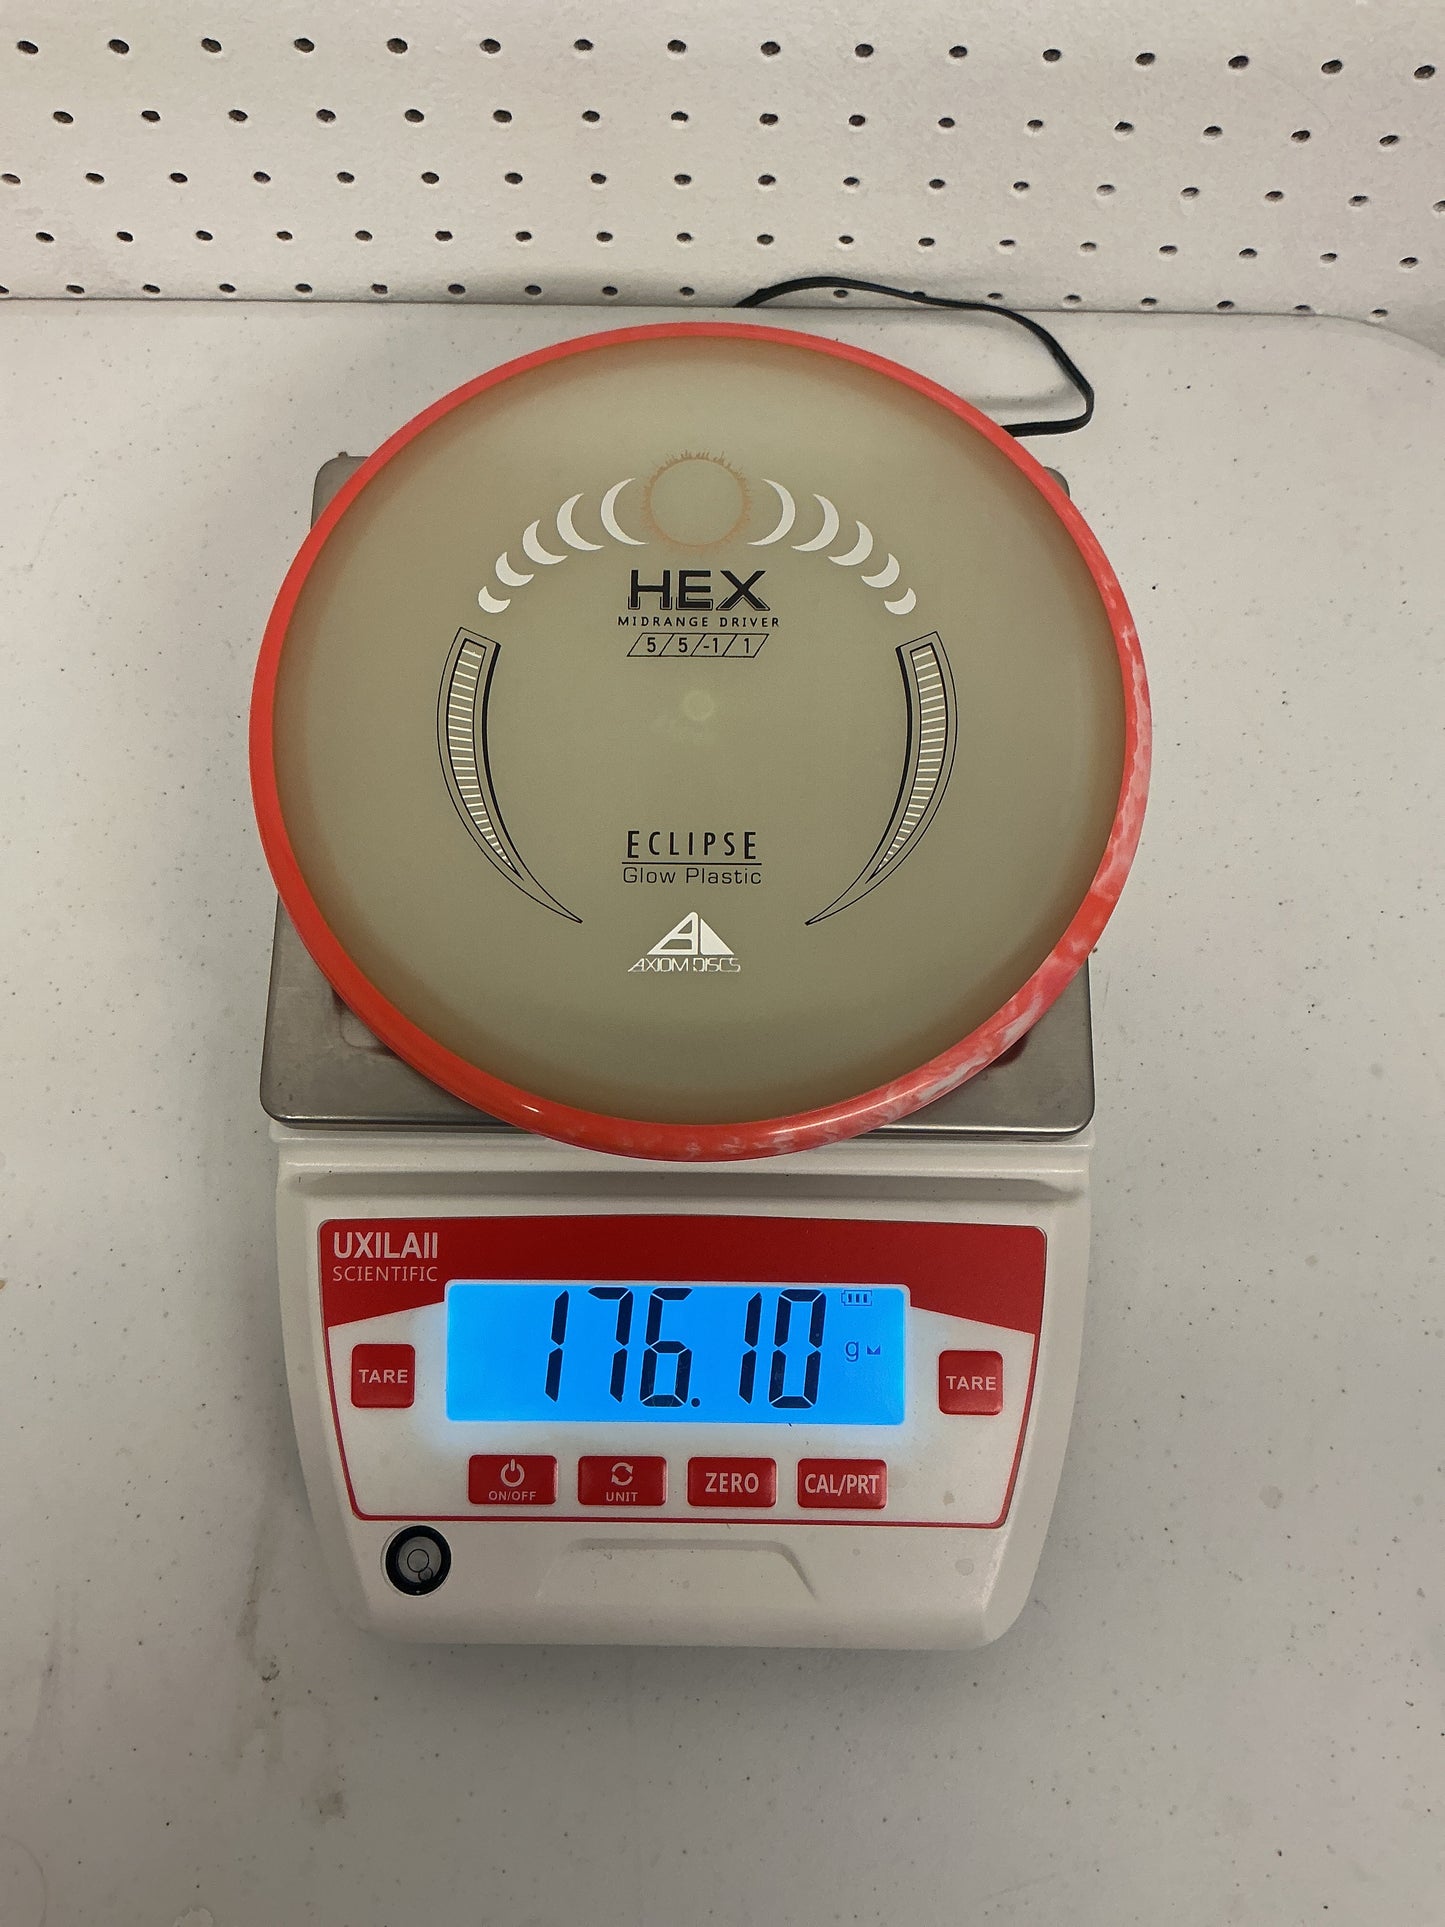 HEX
MIDRANGE DRIVER
5/5/-1/1
ECLIPSE
Glow Plastic
AXIOM DISCS
UXILAII
SCIENTIFIC
176.10 g
TARE
TARE
ON/OFF
UNIT
ZERO
CAL/PRT